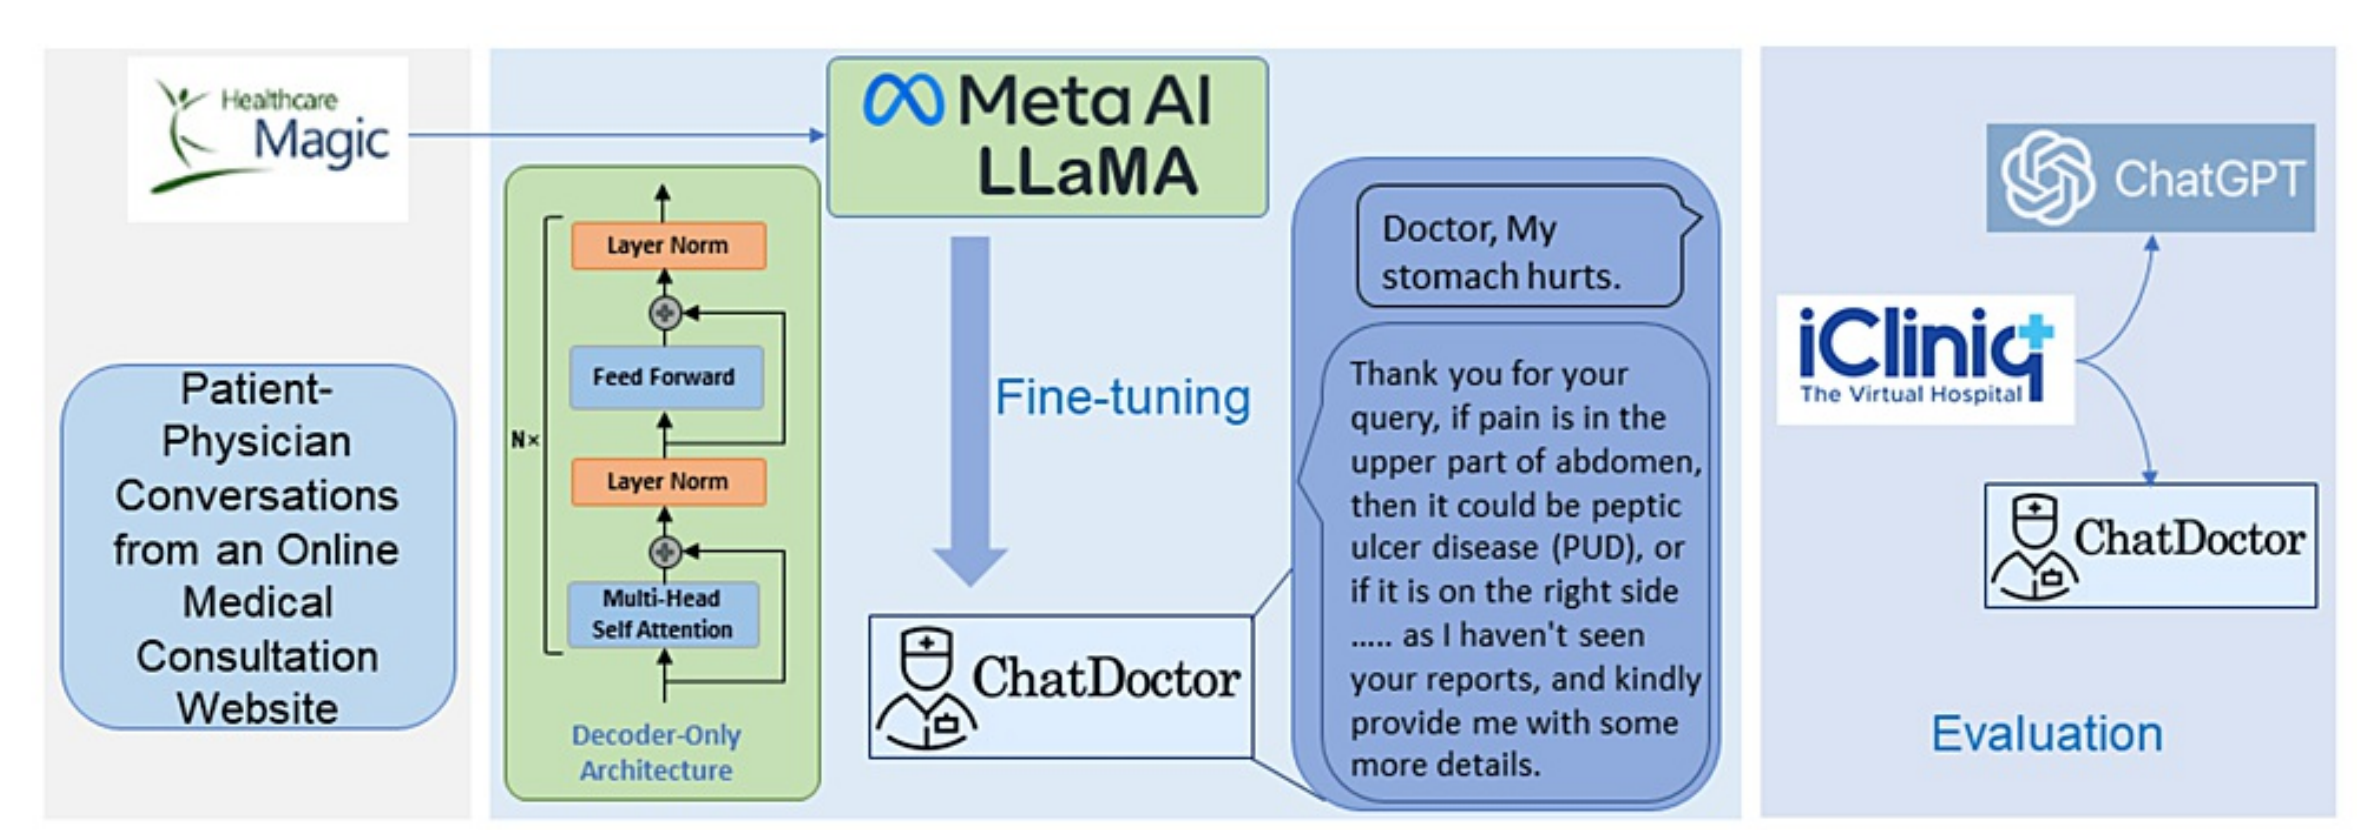 Healthcare
Magic
Patient-
Physician
Conversations
from an Online
Medical
Consultation
Website
Meta AI
LLaMA
Layer Norm
Feed Forward
N×
Layer Norm
Multi-Head
Self Attention
Decoder-Only
Architecture
Fine-tuning
ChatDoctor
Doctor, My
stomach hurts.
Thank you for your
query, if pain is in the
upper part of abdomen,
then it could be peptic
ulcer disease (PUD), or
if it is on the right side
..... as I haven't seen
your reports, and kindly
provide me with some
more details.
ChatGPT
iCliniq
The Virtual Hospital
ChatDoctor
Evaluation